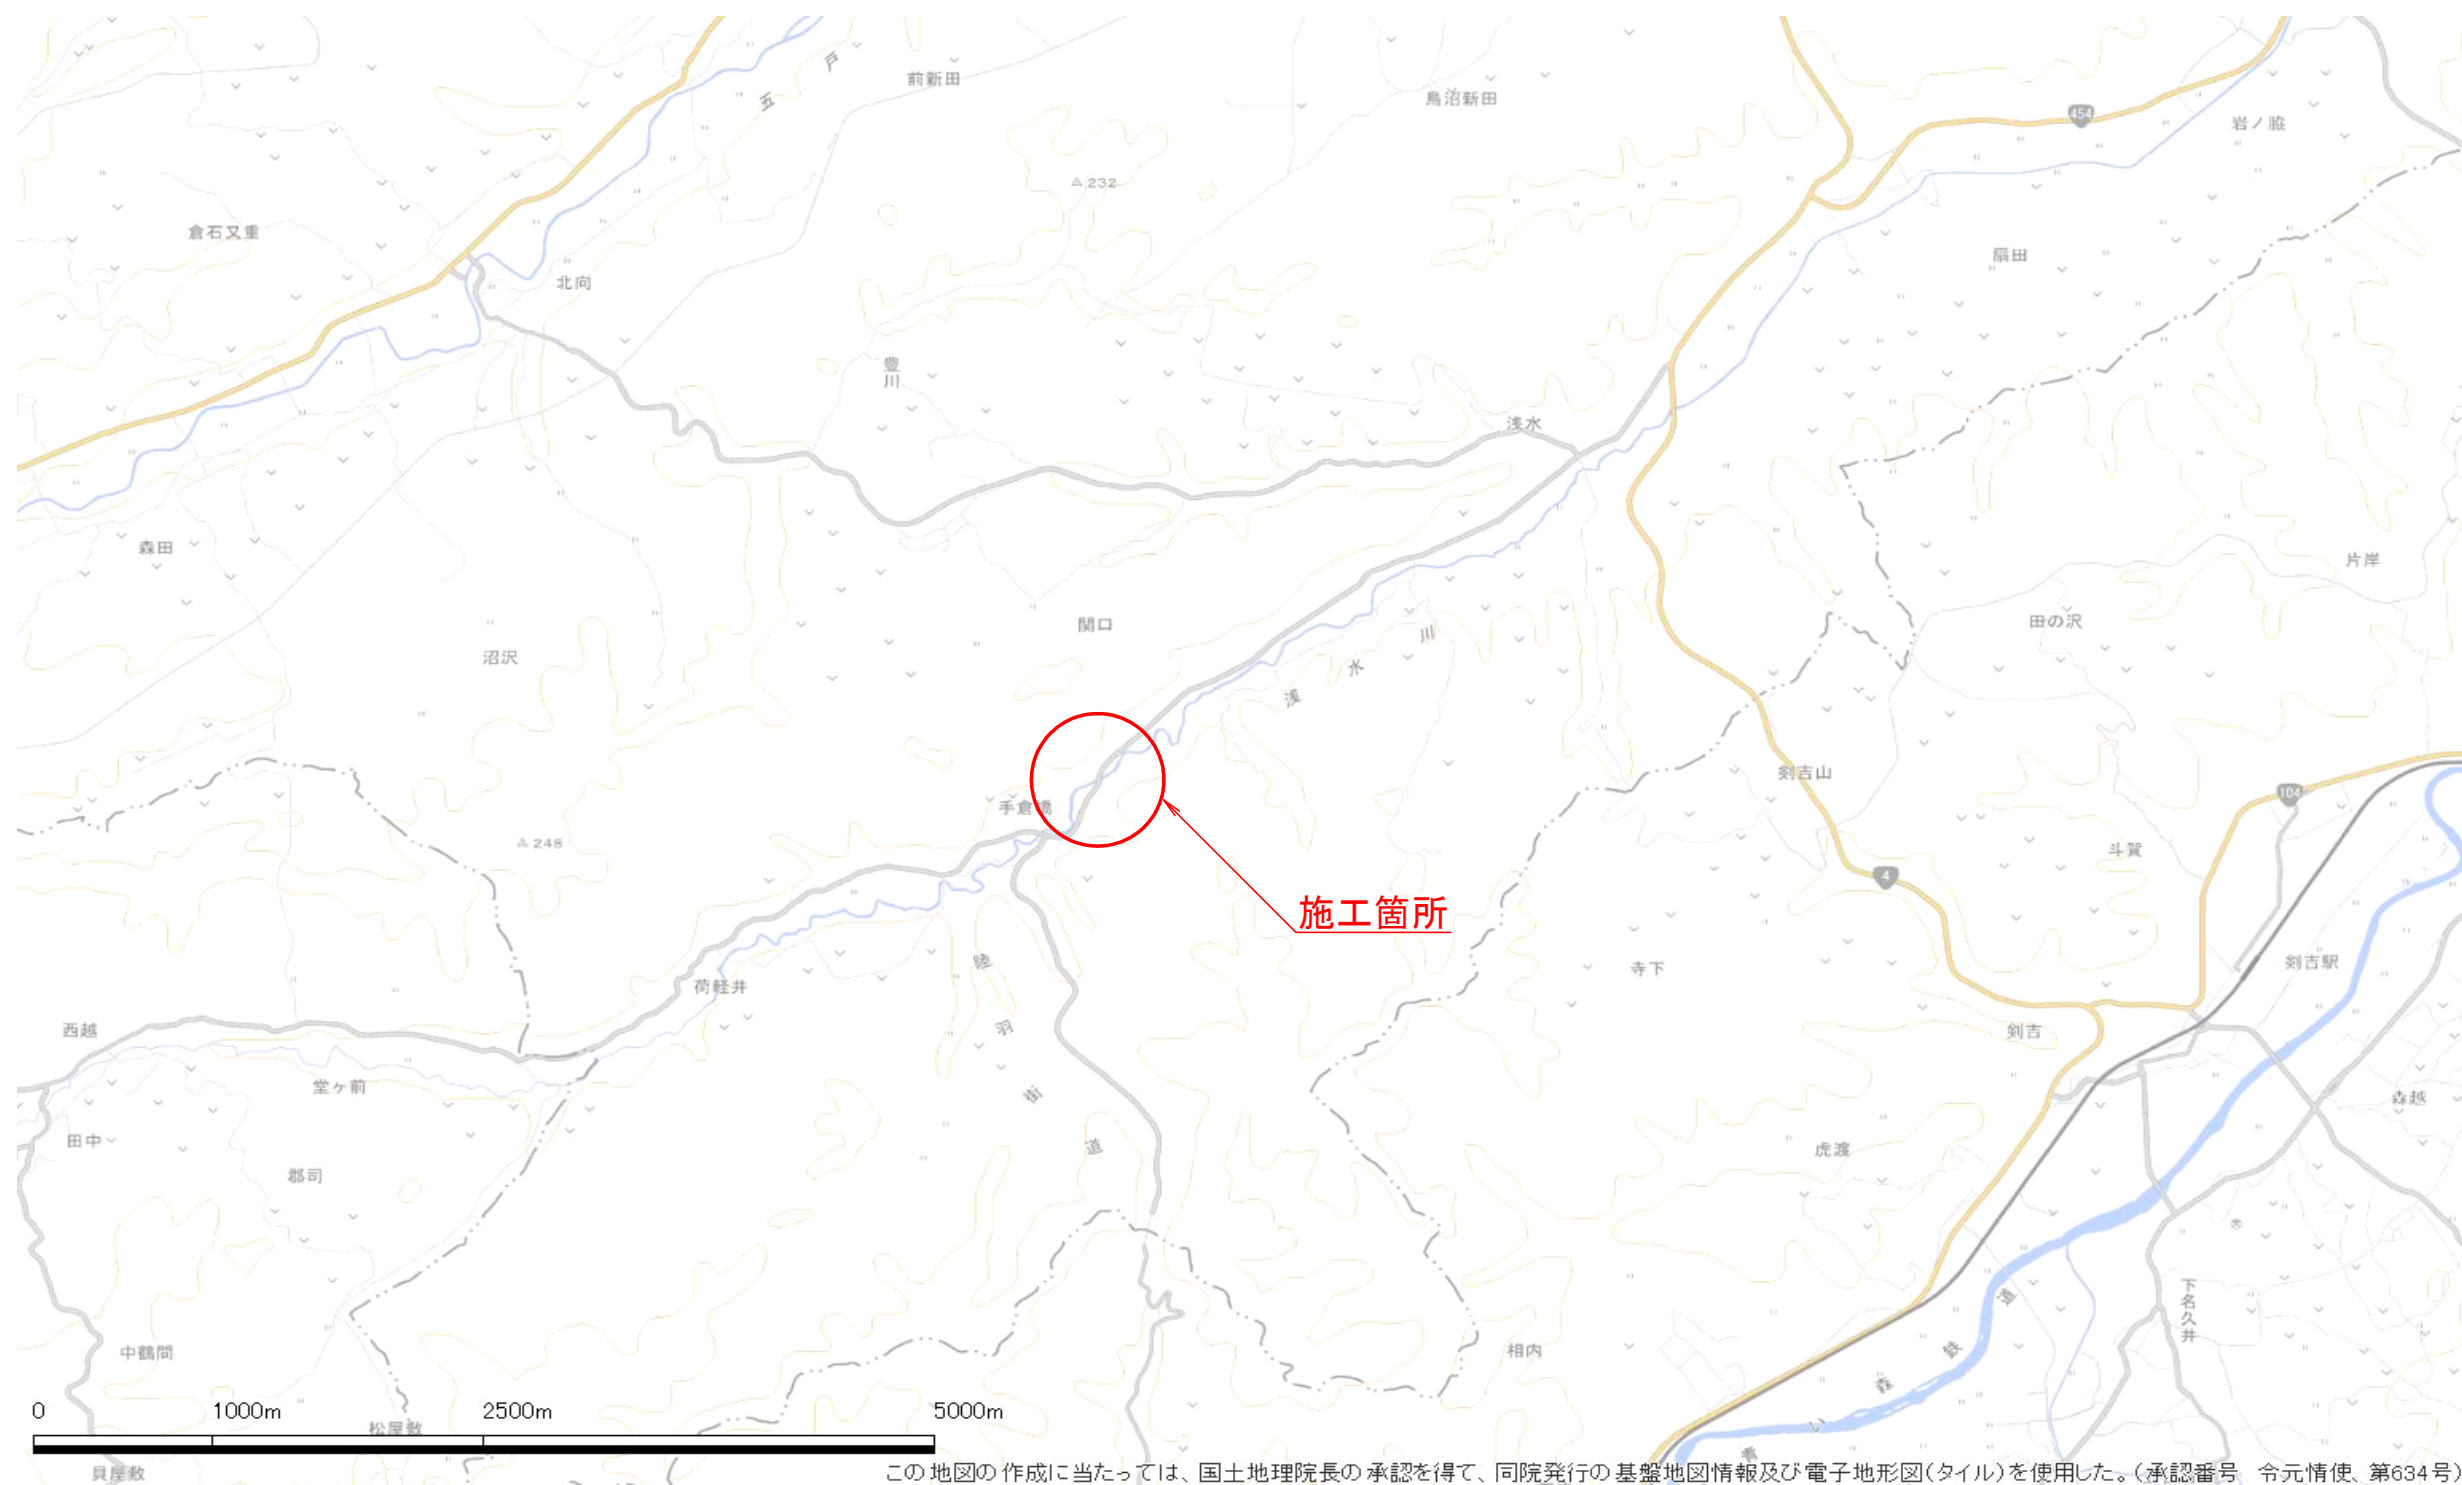 戸
五
前新田
鳥沼新田
454
岩ノ脇
232
倉石又重
扇田
北向
豊川
浅水
森田
片岸
関口
田の沢
川
水
浅
沼沢
剣吉山
104
手倉橋
248
斗賀
4
施工箇所
陸
羽
街
道
寺下
剣吉駅
荷軽井
西越
剣吉
堂ヶ前
森越
田中
虎渡
郡司
下名久井
道
鉄
森
い
青
相内
中鶴間
0
1000m
2500m
5000m
松屋敷
貝屋敷
この地図の作成に当たっては、国土地理院長の承認を得て、同院発行の基盤地図情報及び電子地形図(タイル)を使用した。(承認番号 令元情使、第634号)